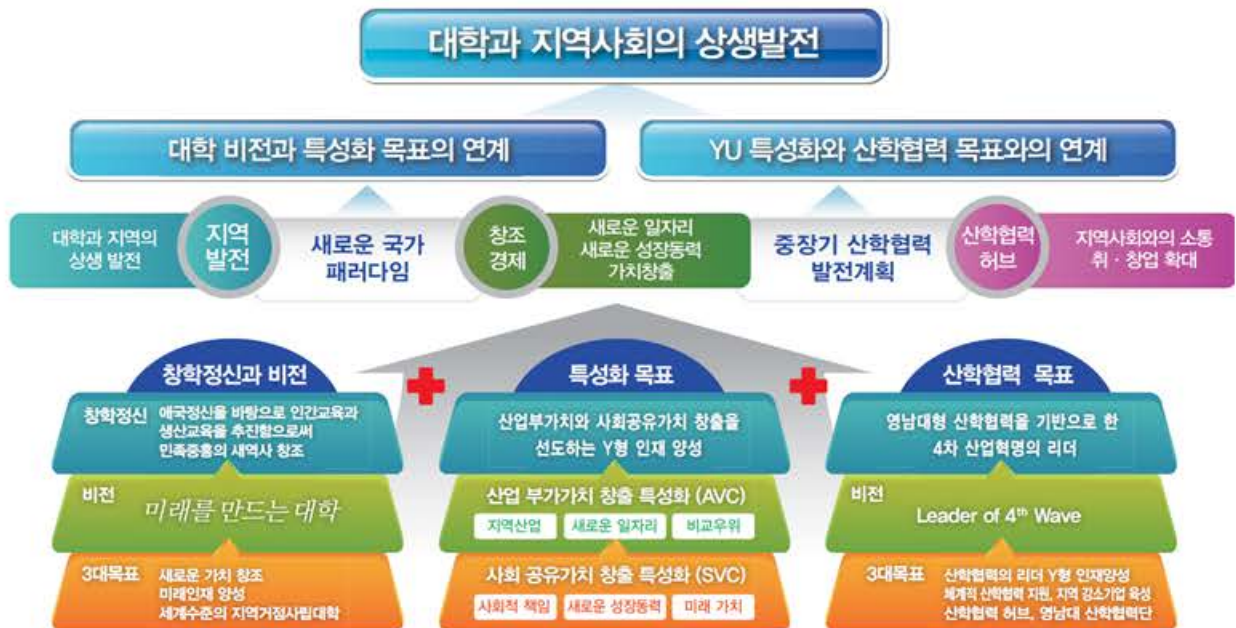 대학과 지역사회의 상생발전
대학 비전과 특성화 목표의 연계
YU 특성화와 산학협력 목표와의 연계
대학과 지역의
상생 발전
지역
발전
새로운 국가
패러다임
창조
경제
새로운 일자리
새로운 성장동력
가치창출
중장기 산학협력
발전계획
산학협력
허브
지역사회와의 소통
취 · 창업 확대
창학정신과 비전
창학정신
애국정신을 바탕으로 인간교육과
생산교육을 추진함으로써
민족중흥의 새역사 창조
비전
미래를 만드는 대학
3대목표
새로운 가치 창조
미래인재 양성
세계수준의 지역거점사립대학
특성화 목표
산업부가치와 사회공유가치 창출을
선도하는 Y형 인재 양성
산업 부가가치 창출 특성화 (AVC)
지역산업
새로운 일자리
비교우위
사회 공유가치 창출 특성화 (SVC)
사회적 책임
새로운 성장동력
미래 가치
산학협력 목표
영남대형 산학협력을 기반으로 한
4차 산업혁명의 리더
비전
Leader of 4th Wave
3대목표
산학협력의 리더 Y형 인재양성
체계적 산학협력 지원, 지역 강소기업 육성
산학협력 허브, 영남대 산학협력단